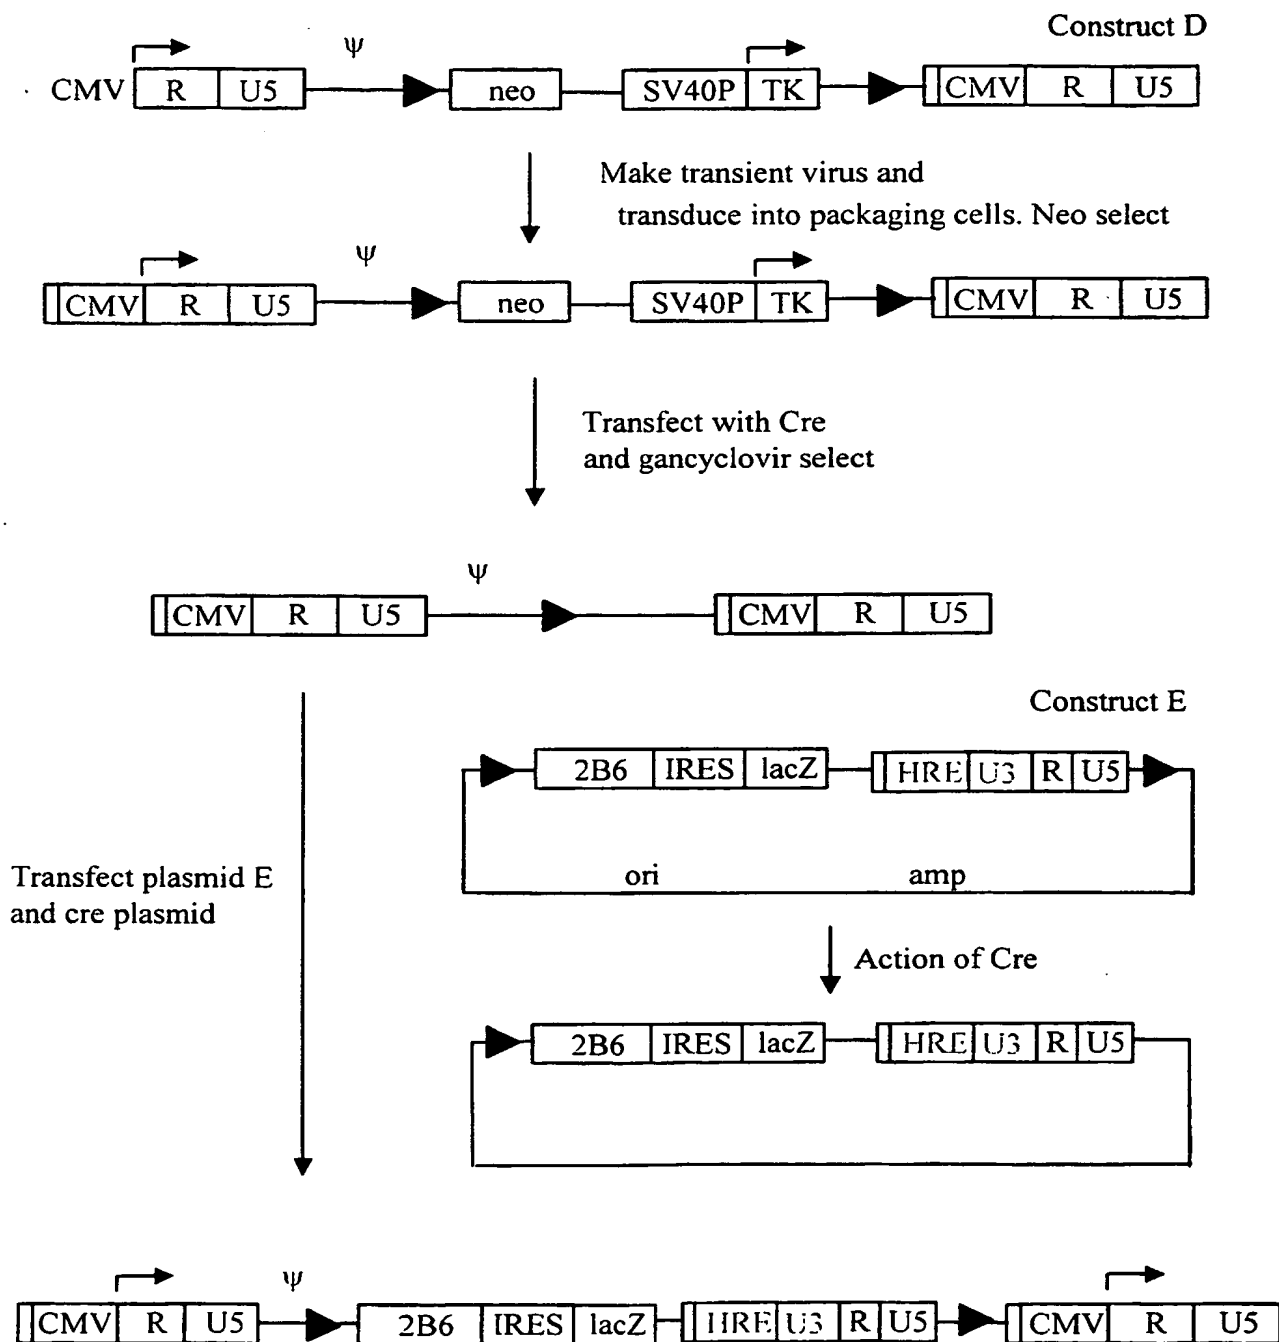 Construct D
ψ
CMV R U5 neo SV40P TK CMV R U5
Make transient virus and
transduce into packaging cells. Neo select
ψ
CMV R U5 neo SV40P TK CMV R U5
Transfect with Cre
and gancyclovir select
ψ
CMV R U5 CMV R U5
Construct E
2B6 IRES lacZ HRE U3 R U5
Transfect plasmid E
and cre plasmid
ori amp
Action of Cre
2B6 IRES lacZ HRE U3 R U5
ψ
CMV R U5 2B6 IRES lacZ HRE U3 R U5 CMV R U5